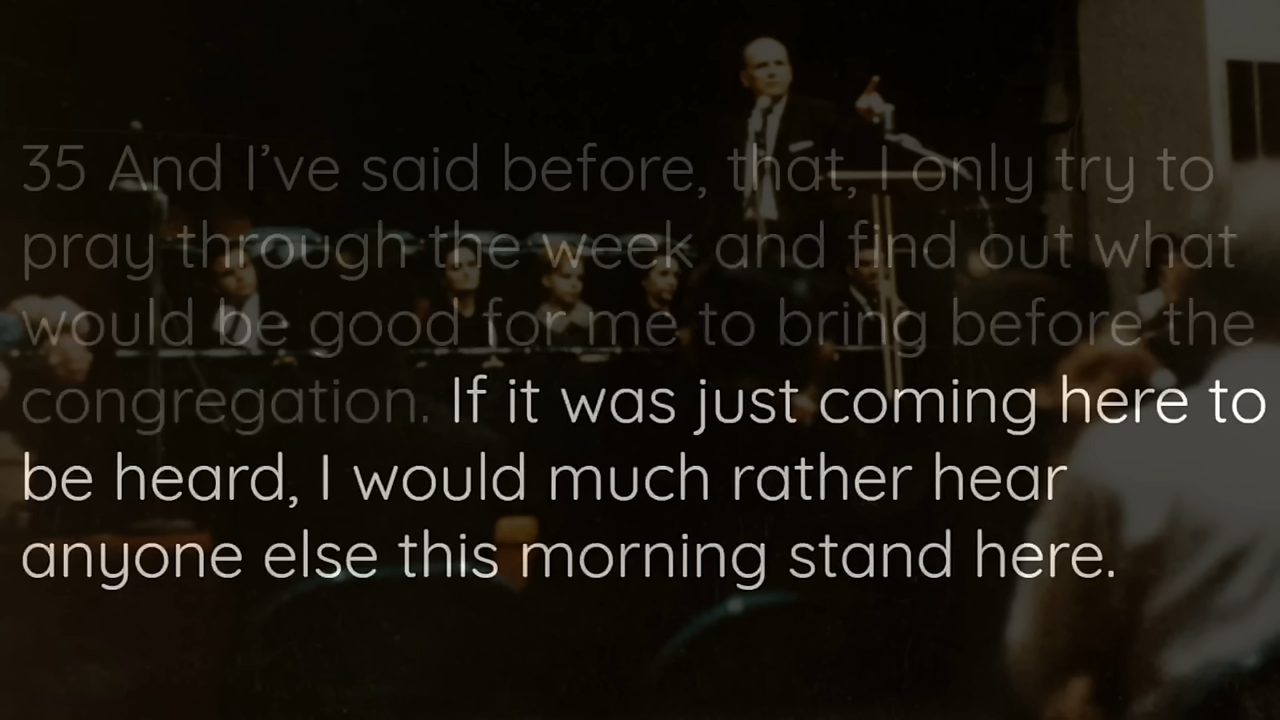 35 And I’ve said before, that, I only try to
pray through the week and find out what
would be good for me to bring before the
congregation. If it was just coming here to
be heard, I would much rather hear
anyone else this morning stand here.